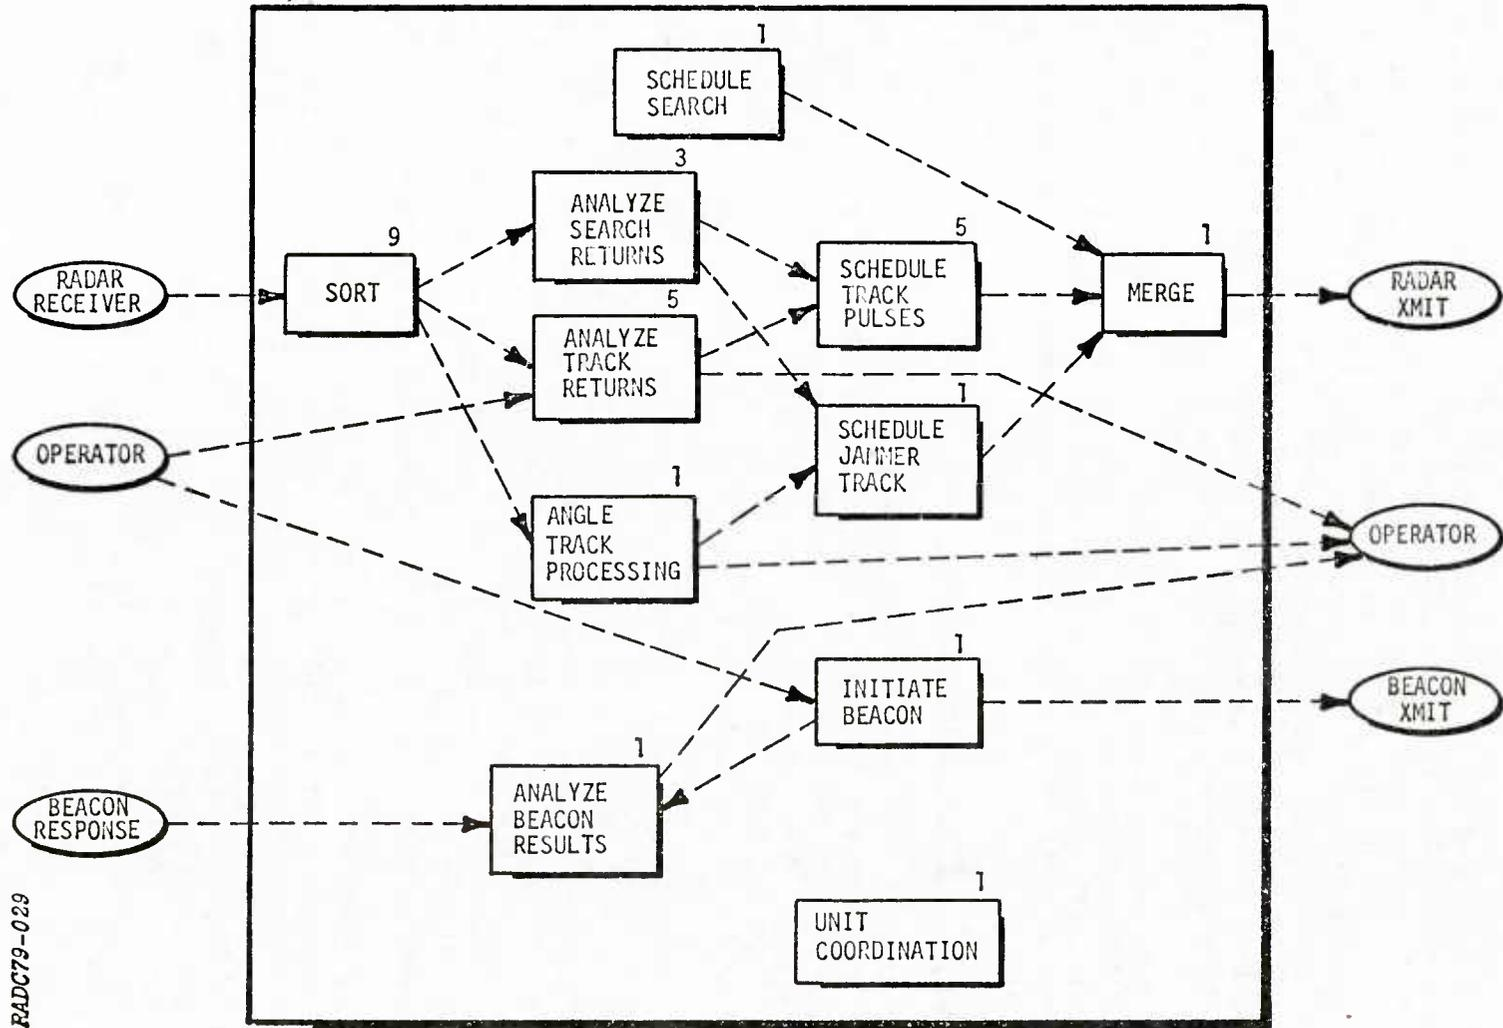 1
SCHEDULE
SEARCH
3
ANALYZE
SEARCH
RETURNS
9
SORT
5
ANALYZE
TRACK
RETURNS
5
SCHEDULE
TRACK
PULSES
1
MERGE
RADAR
RECEIVER
RADAR
XMIT
OPERATOR
1
SCHEDULE
JAMMER
TRACK
1
ANGLE
TRACK
PROCESSING
OPERATOR
1
INITIATE
BEACON
BEACON
XMIT
1
ANALYZE
BEACON
RESULTS
BEACON
RESPONSE
1
UNIT
COORDINATION
RADC79-029